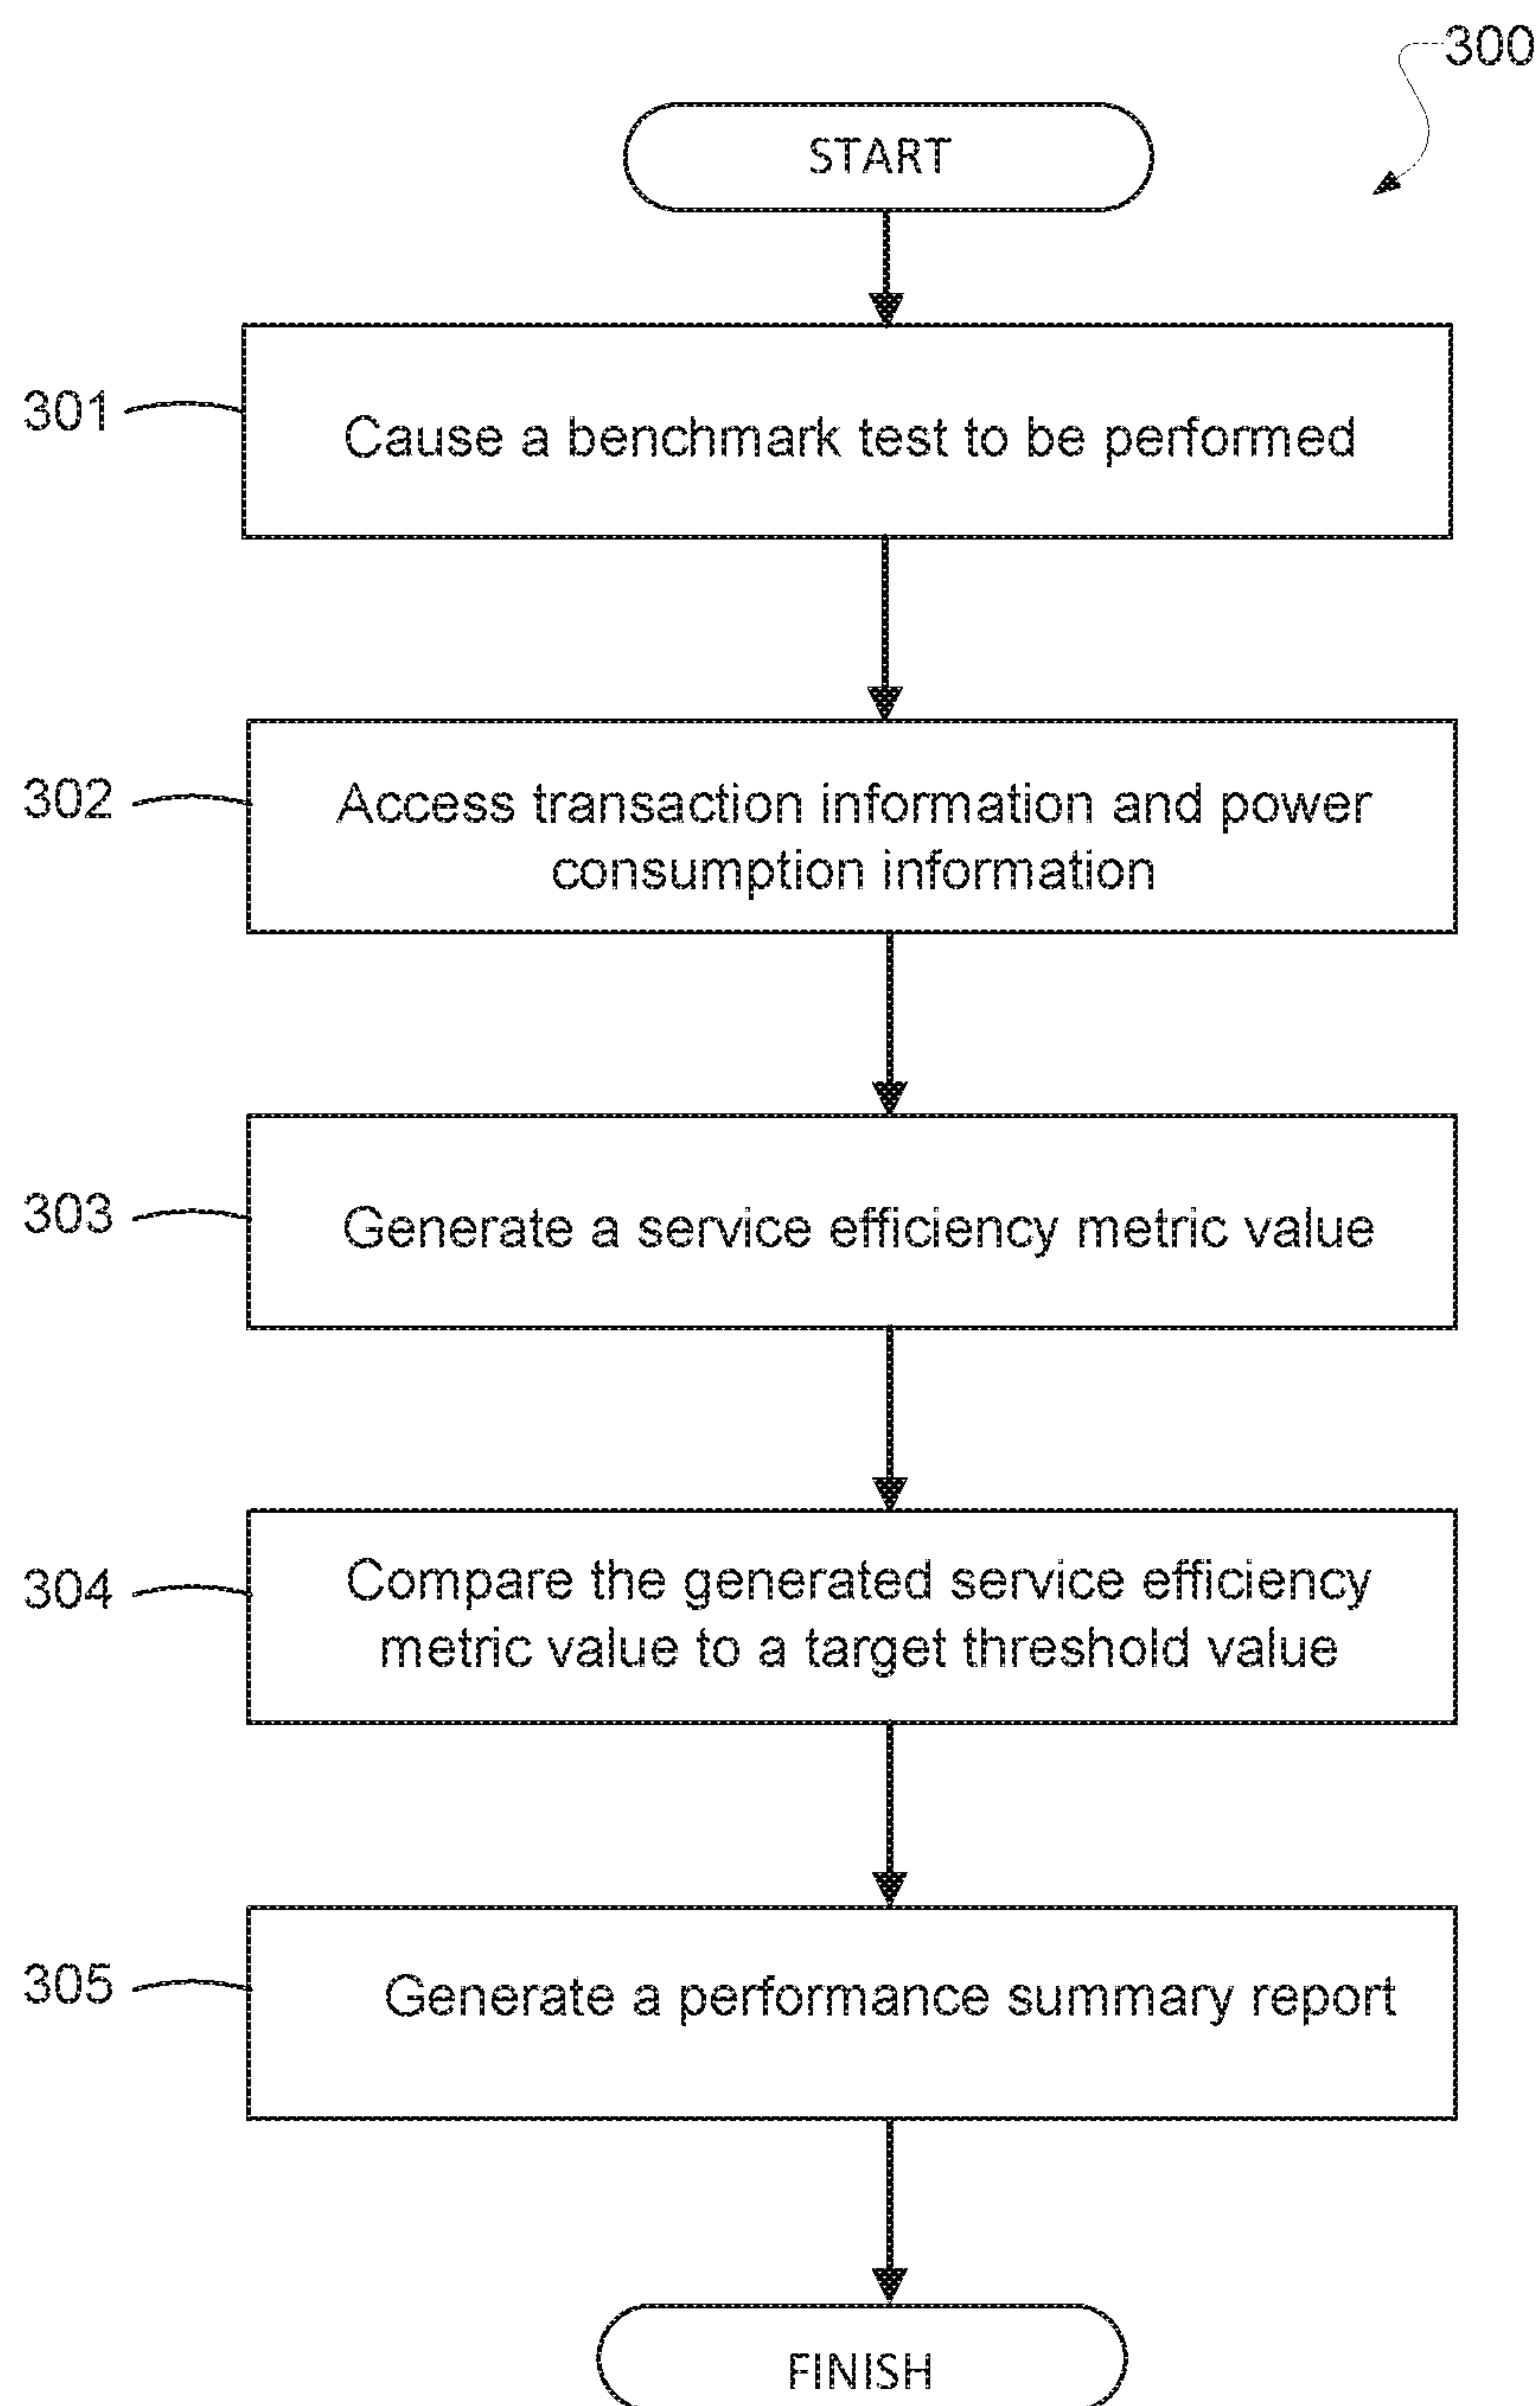 300
START
301
Cause a benchmark test to be performed
302
Access transaction information and power
consumption information
303
Generate a service efficiency metric value
304
Compare the generated service efficiency
metric value to a target threshold value
305
Generate a performance summary report
FINISH